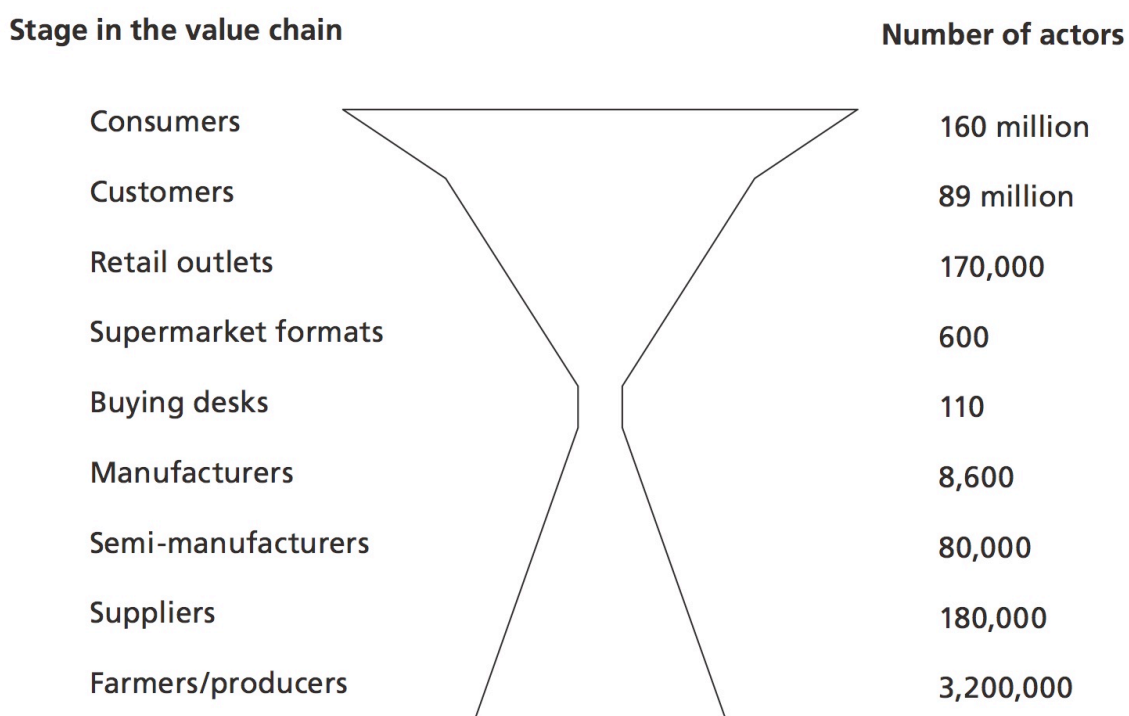 Stage in the value chain Number of actors
Consumers 160 million
Customers 89 million
Retail outlets 170,000
Supermarket formats 600
Buying desks 110
Manufacturers 8,600
Semi-manufacturers 80,000
Suppliers 180,000
Farmers/producers 3,200,000